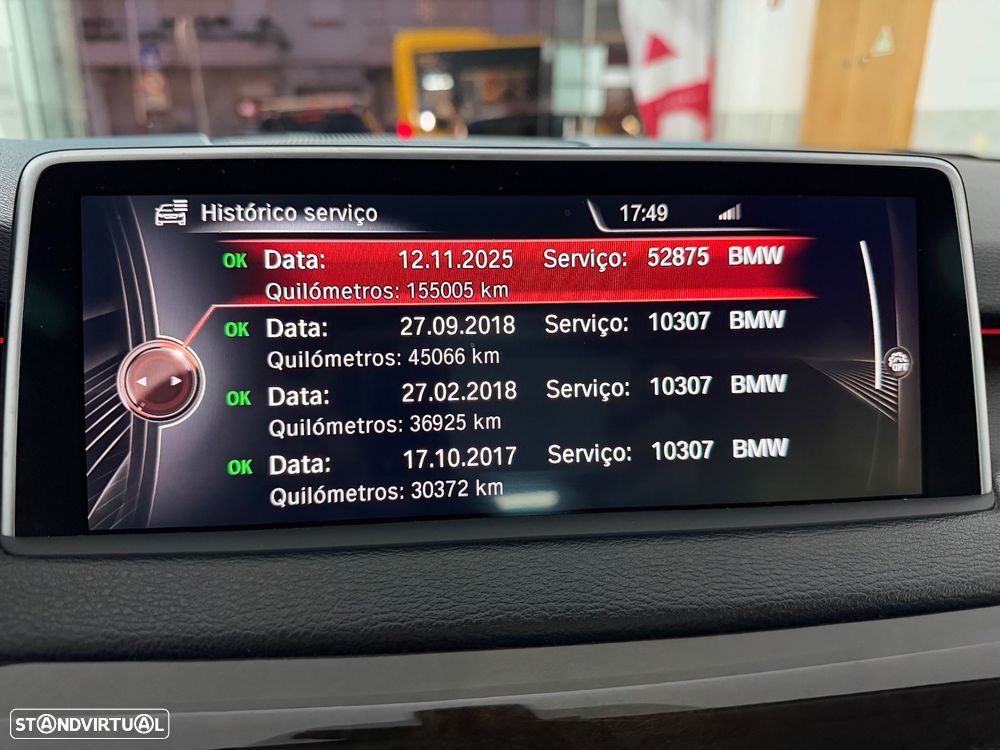 Histórico serviço 17:49
OK Data: 12.11.2025 Serviço: 52875 BMW
Quilómetros: 155005 km
OK Data: 27.09.2018 Serviço: 10307 BMW
Quilómetros: 45066 km
OK Data: 27.02.2018 Serviço: 10307 BMW
Quilómetros: 36925 km
OK Data: 17.10.2017 Serviço: 10307 BMW
Quilómetros: 30372 km
OPT
STANDVIRTUAL